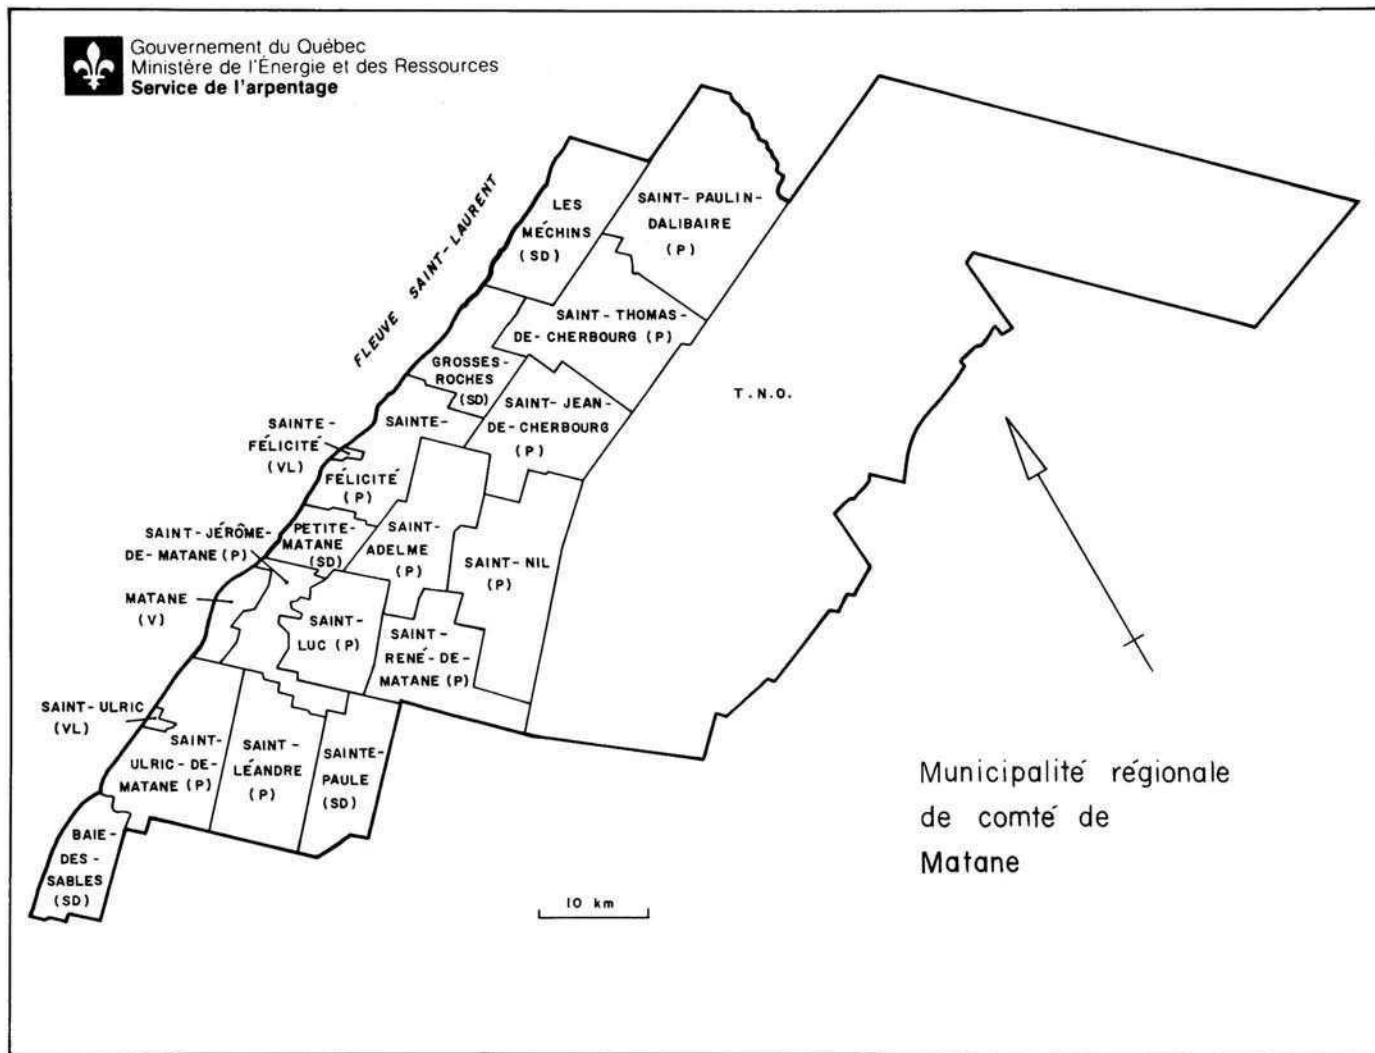 Gouvernement du Québec
Ministère de l'Énergie et des Ressources
Service de l'arpentage
FLEUVE SAINT-LAURENT
LES
MÉCHINS
(SD)
SAINT-PAULIN-
DALIBAIRE
(P)
SAINT-THOMAS-
DE-CHERBOURG (P)
GROSSES-
ROCHES
(SD)
SAINT-JEAN-
DE-CHERBOURG
(P)
T.N.O.
SAINTE-
FÉLICITÉ
(VL)
SAINTE-
FÉLICITÉ
(P)
SAINT-JÉRÔME-
DE-MATANE (P)
PETITE-
MATANE
(SD)
SAINT-
ADELME
(P)
SAINT-NIL
(P)
MATANE
(V)
SAINT-
LUC (P)
SAINT-
RENÉ-DE-
MATANE (P)
SAINT-ULRIC
(VL)
SAINT-
ULRIC-DE-
MATANE (P)
SAINT-
LÉANDRE
(P)
SAINTE-
PAULE
(SD)
BAIE-
DES-
SABLES
(SD)
10 km
Municipalité régionale
de comté de
Matane